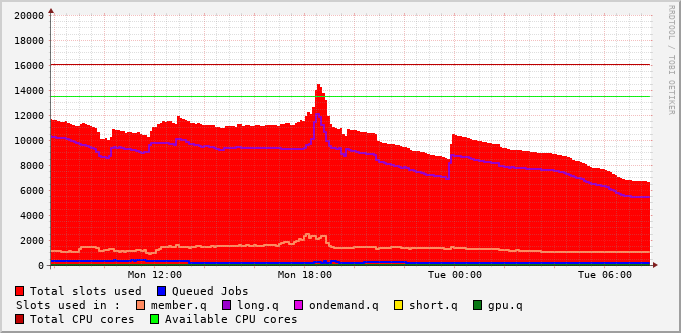 20000
18000
16000
14000
12000
10000
8000
6000
4000
2000
0
Mon 12:00 Mon 18:00 Tue 00:00 Tue 06:00
RRDTOOL / TOBI OETIKER
Total slots used Queued Jobs
Slots used in : member.q long.q ondemand.q short.q gpu.q
Total CPU cores Available CPU cores